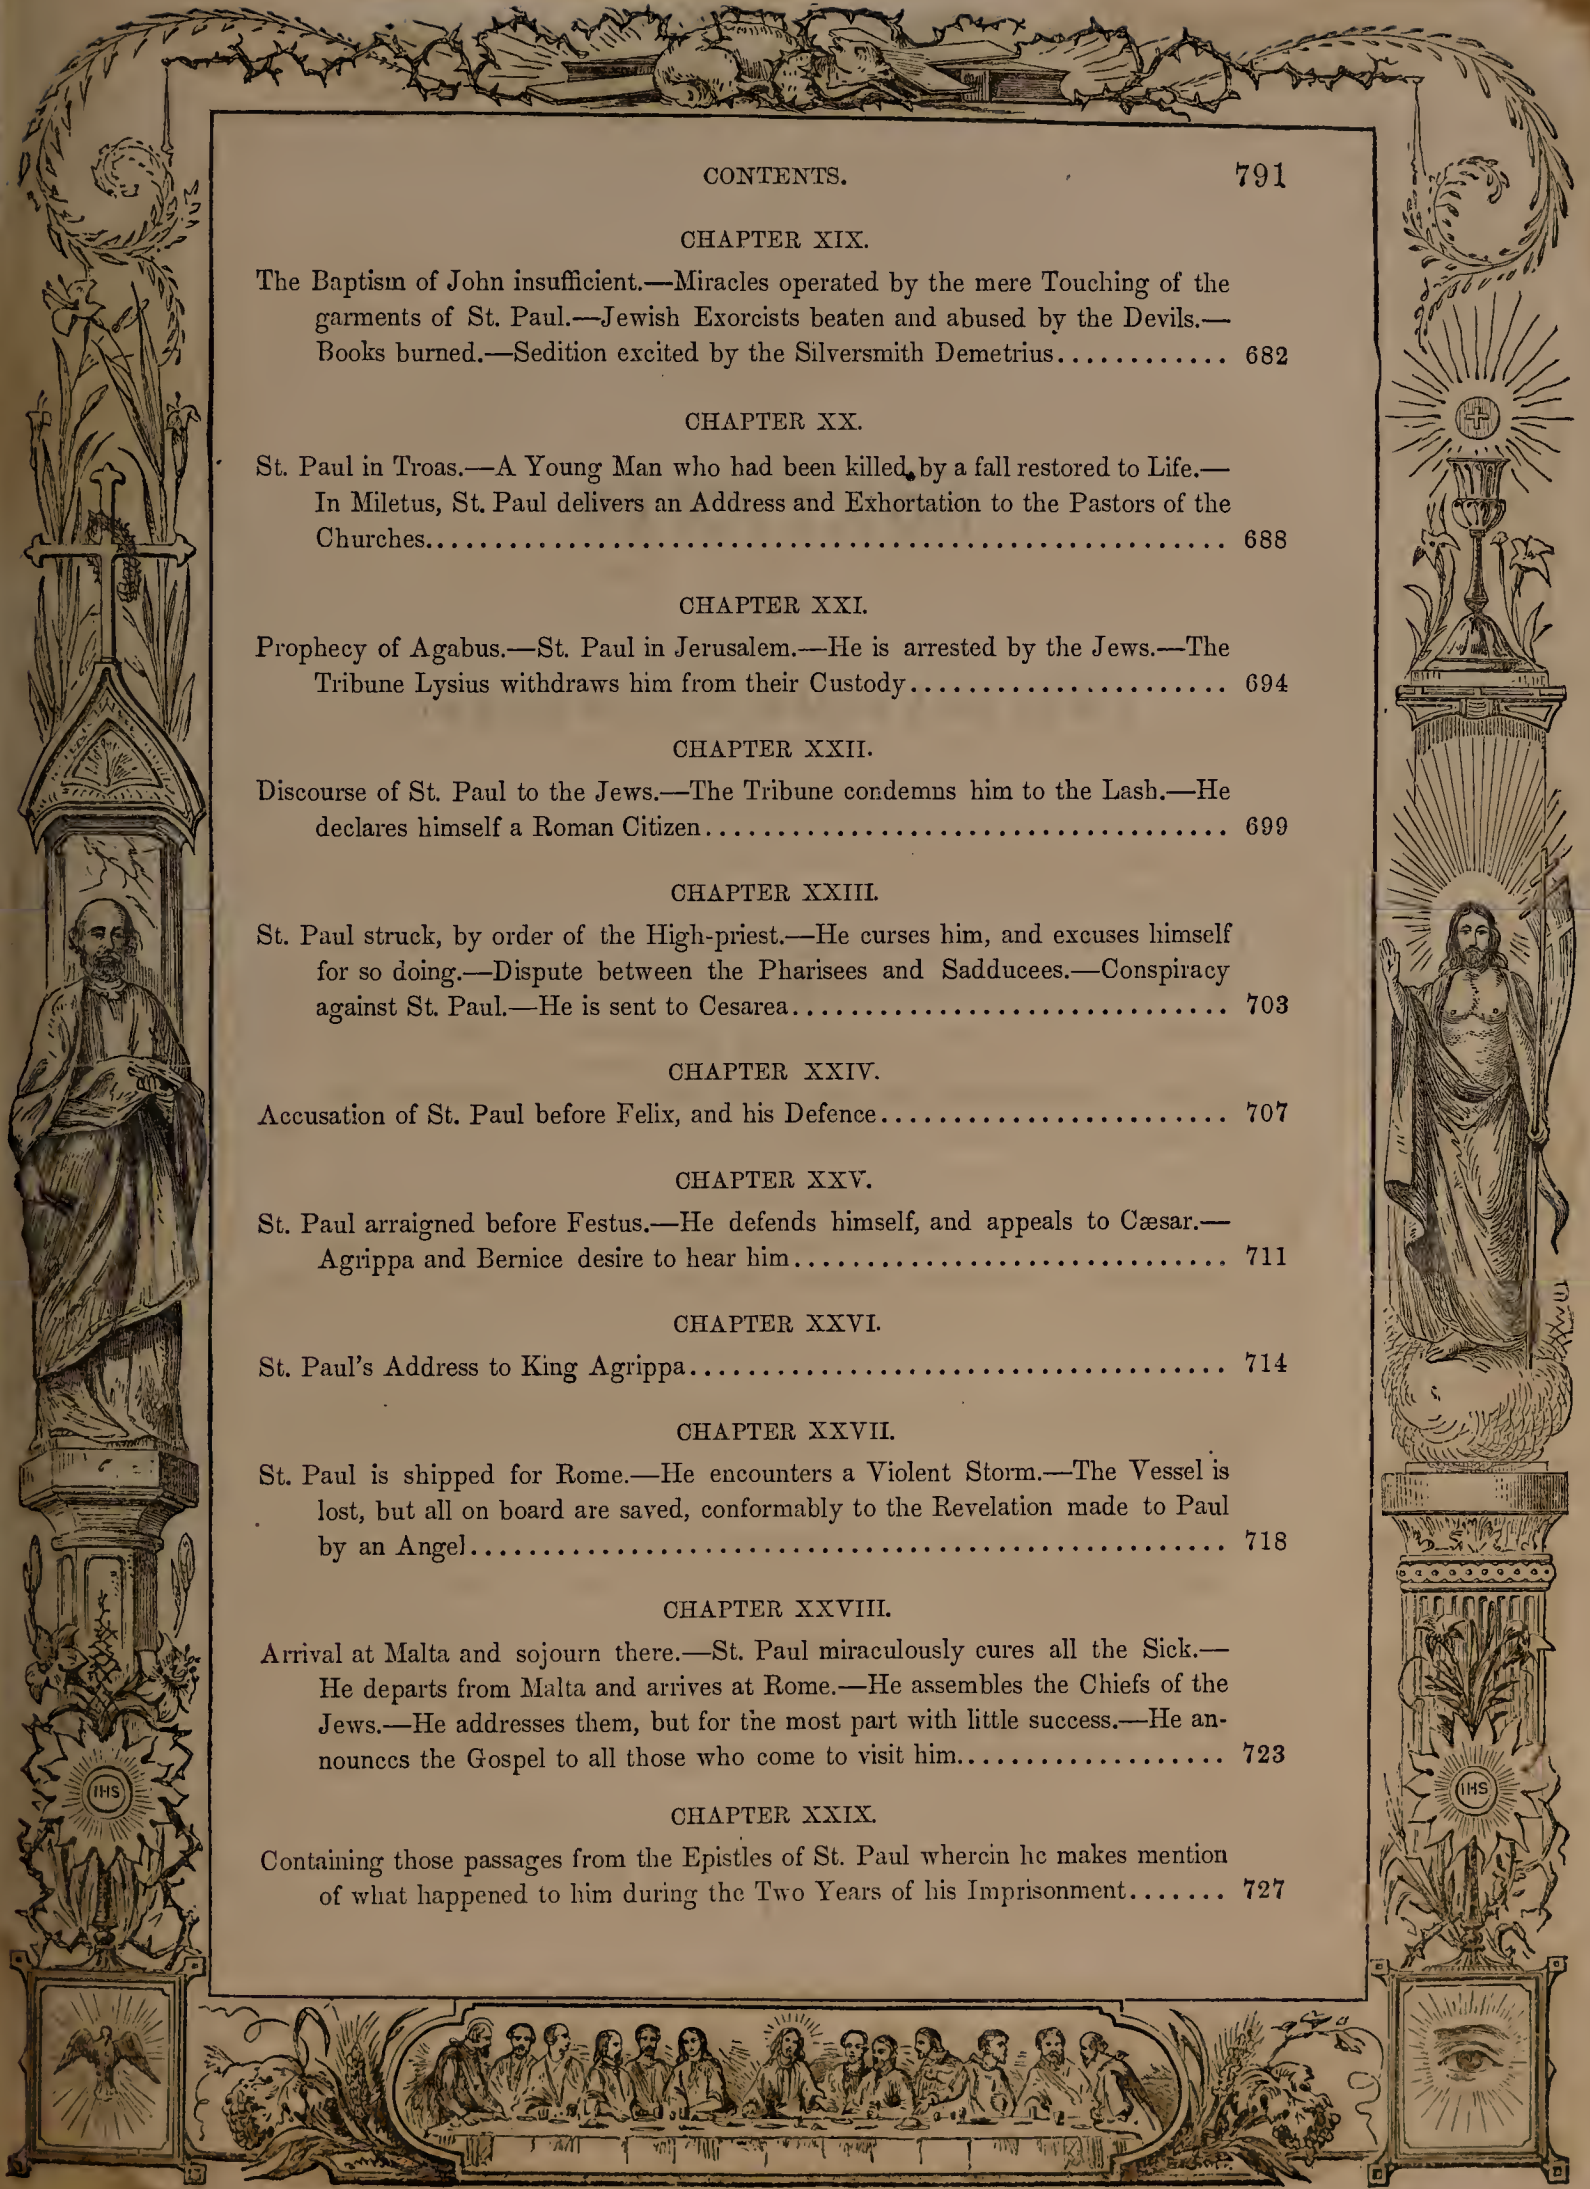 CONTENTS. 791
CHAPTER XIX.
The Baptism of John insufficient.—Miracles operated by the mere Touching of the
garments of St. Paul.—Jewish Exorcists beaten and abused by the Devils.—
Books burned.—Sedition excited by the Silversmith Demetrius............ 682
CHAPTER XX.
St. Paul in Troas.—A Young Man who had been killed by a fall restored to Life.—
In Miletus, St. Paul delivers an Address and Exhortation to the Pastors of the
Churches....................................................... 688
CHAPTER XXI.
Prophecy of Agabus.—St. Paul in Jerusalem.—He is arrested by the Jews.—The
Tribune Lysius withdraws him from their Custody...................... 694
CHAPTER XXII.
Discourse of St. Paul to the Jews.—The Tribune condemns him to the Lash.—He
declares himself a Roman Citizen.................................... 699
CHAPTER XXIII.
St. Paul struck, by order of the High-priest.—He curses him, and excuses himself
for so doing.—Dispute between the Pharisees and Sadducees.—Conspiracy
against St. Paul.—He is sent to Cesarea.............................. 703
CHAPTER XXIV.
Accusation of St. Paul before Felix, and his Defence........................ 707
CHAPTER XXV.
St. Paul arraigned before Festus.—He defends himself, and appeals to Cæsar.—
Agrippa and Bernice desire to hear him.............................. 711
CHAPTER XXVI.
St. Paul's Address to King Agrippa..................................... 714
CHAPTER XXVII.
St. Paul is shipped for Rome.—He encounters a Violent Storm.—The Vessel is
lost, but all on board are saved, conformably to the Revelation made to Paul
by an Angel.................................................... 718
CHAPTER XXVIII.
Arrival at Malta and sojourn there.—St. Paul miraculously cures all the Sick.—
He departs from Malta and arrives at Rome.—He assembles the Chiefs of the
Jews.—He addresses them, but for the most part with little success.—He an-
nounces the Gospel to all those who come to visit him................... 723
CHAPTER XXIX.
Containing those passages from the Epistles of St. Paul wherein he makes mention
of what happened to him during the Two Years of his Imprisonment....... 727
IHS
IHS